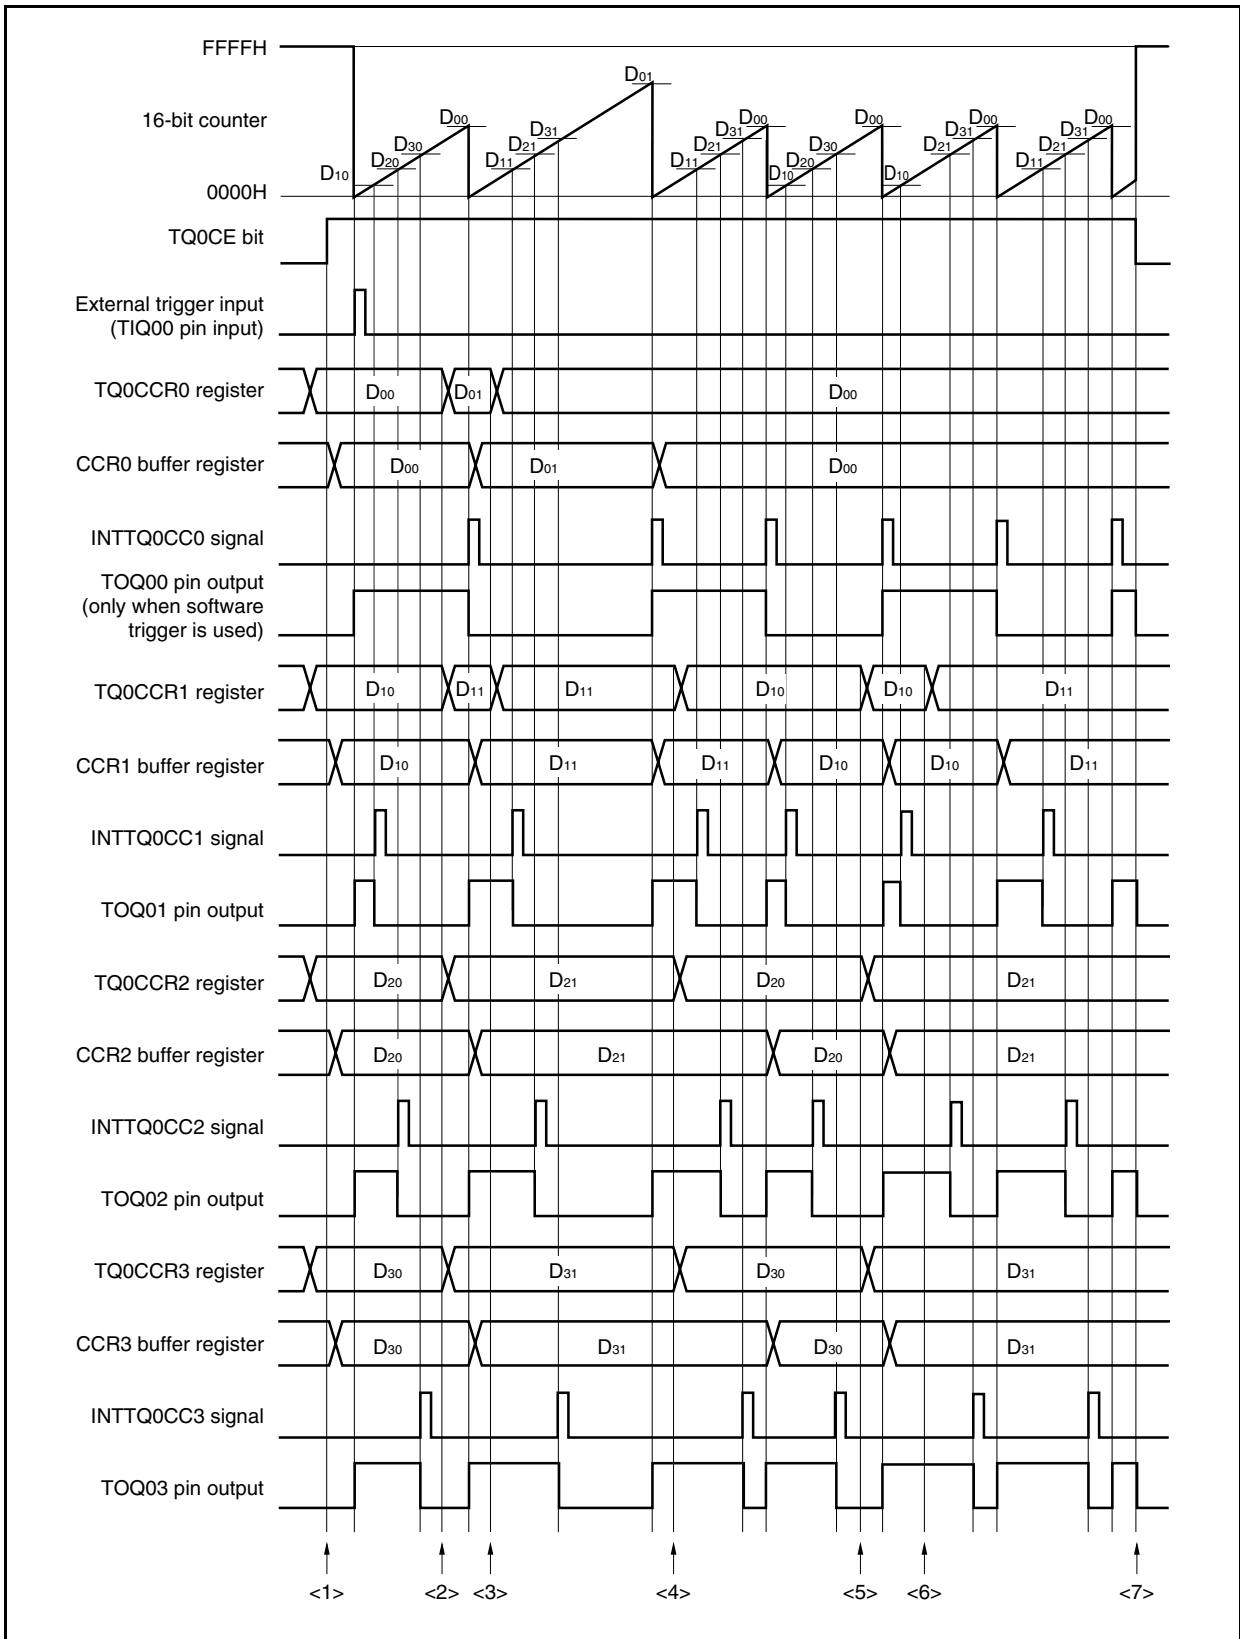 FFFFH
16-bit counter
0000H
D10 D20 D30 D00 D11 D21 D31 D01 D11 D21 D31 D00 D10 D20 D30 D00 D10 D21 D31 D00 D11 D21 D31 D00
TQ0CE bit
External trigger input
(TIQ00 pin input)
TQ0CCR0 register D00 D01 D00
CCR0 buffer register D00 D01 D00
INTTQ0CC0 signal
TOQ00 pin output
(only when software
trigger is used)
TQ0CCR1 register D10 D11 D11 D10 D10 D11
CCR1 buffer register D10 D11 D11 D10 D10 D11
INTTQ0CC1 signal
TOQ01 pin output
TQ0CCR2 register D20 D21 D20 D21
CCR2 buffer register D20 D21 D20 D21
INTTQ0CC2 signal
TOQ02 pin output
TQ0CCR3 register D30 D31 D30 D31
CCR3 buffer register D30 D31 D30 D31
INTTQ0CC3 signal
TOQ03 pin output
<1> <2> <3> <4> <5> <6> <7>